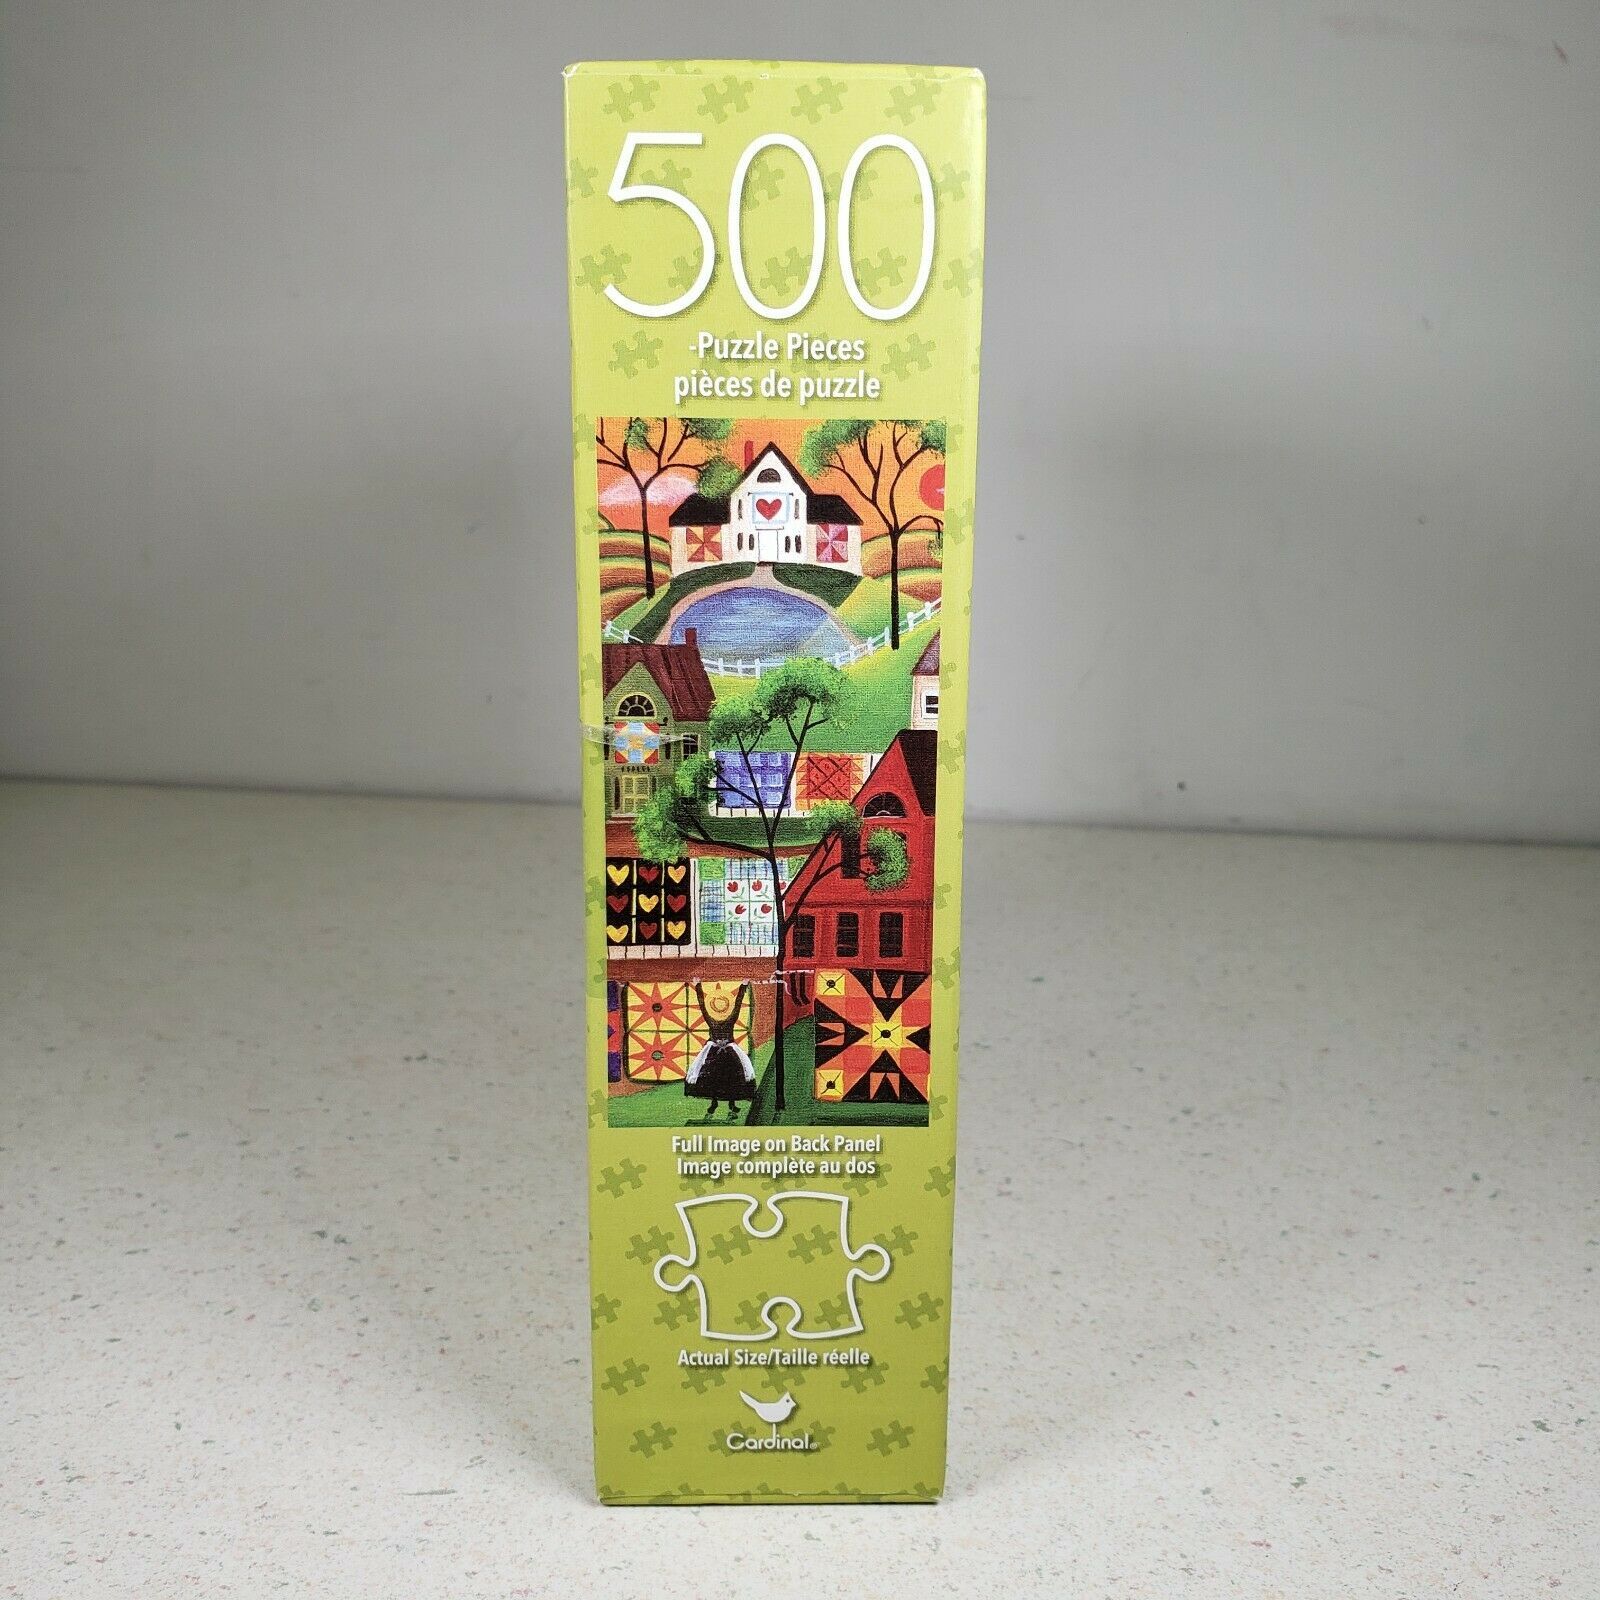 500
-Puzzle Pieces
pièces de puzzle
Full Image on Back Panel
Image complète au dos
Actual Size/Taille réelle
Cardinal®